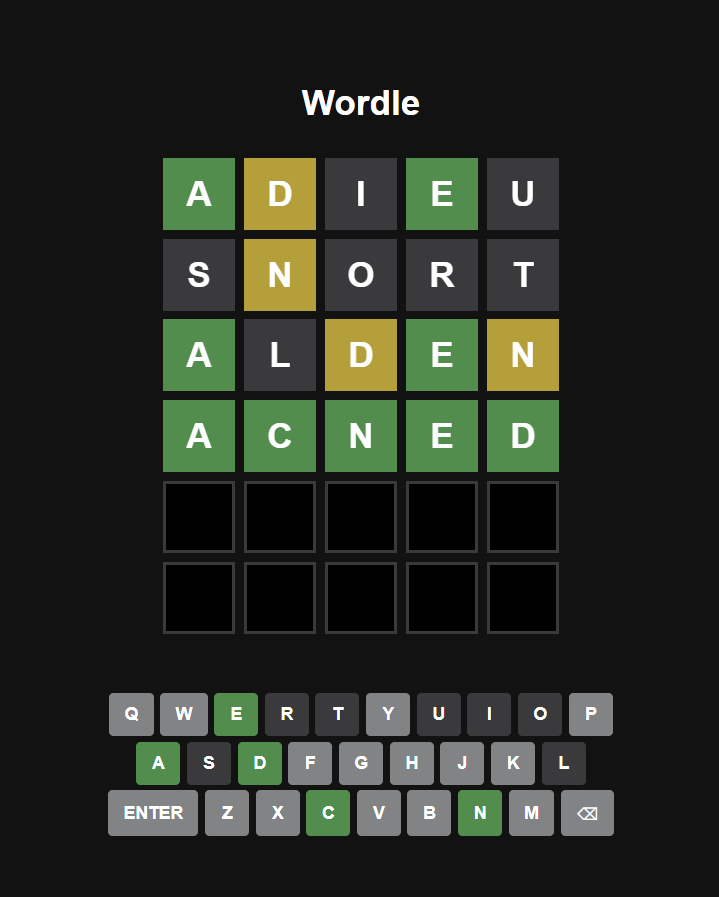 Wordle
A D I E U
S N O R T
A L D E N
A C N E D
Q W E R T Y U I O P
A S D F G H J K L
ENTER Z X C V B N M ⌫